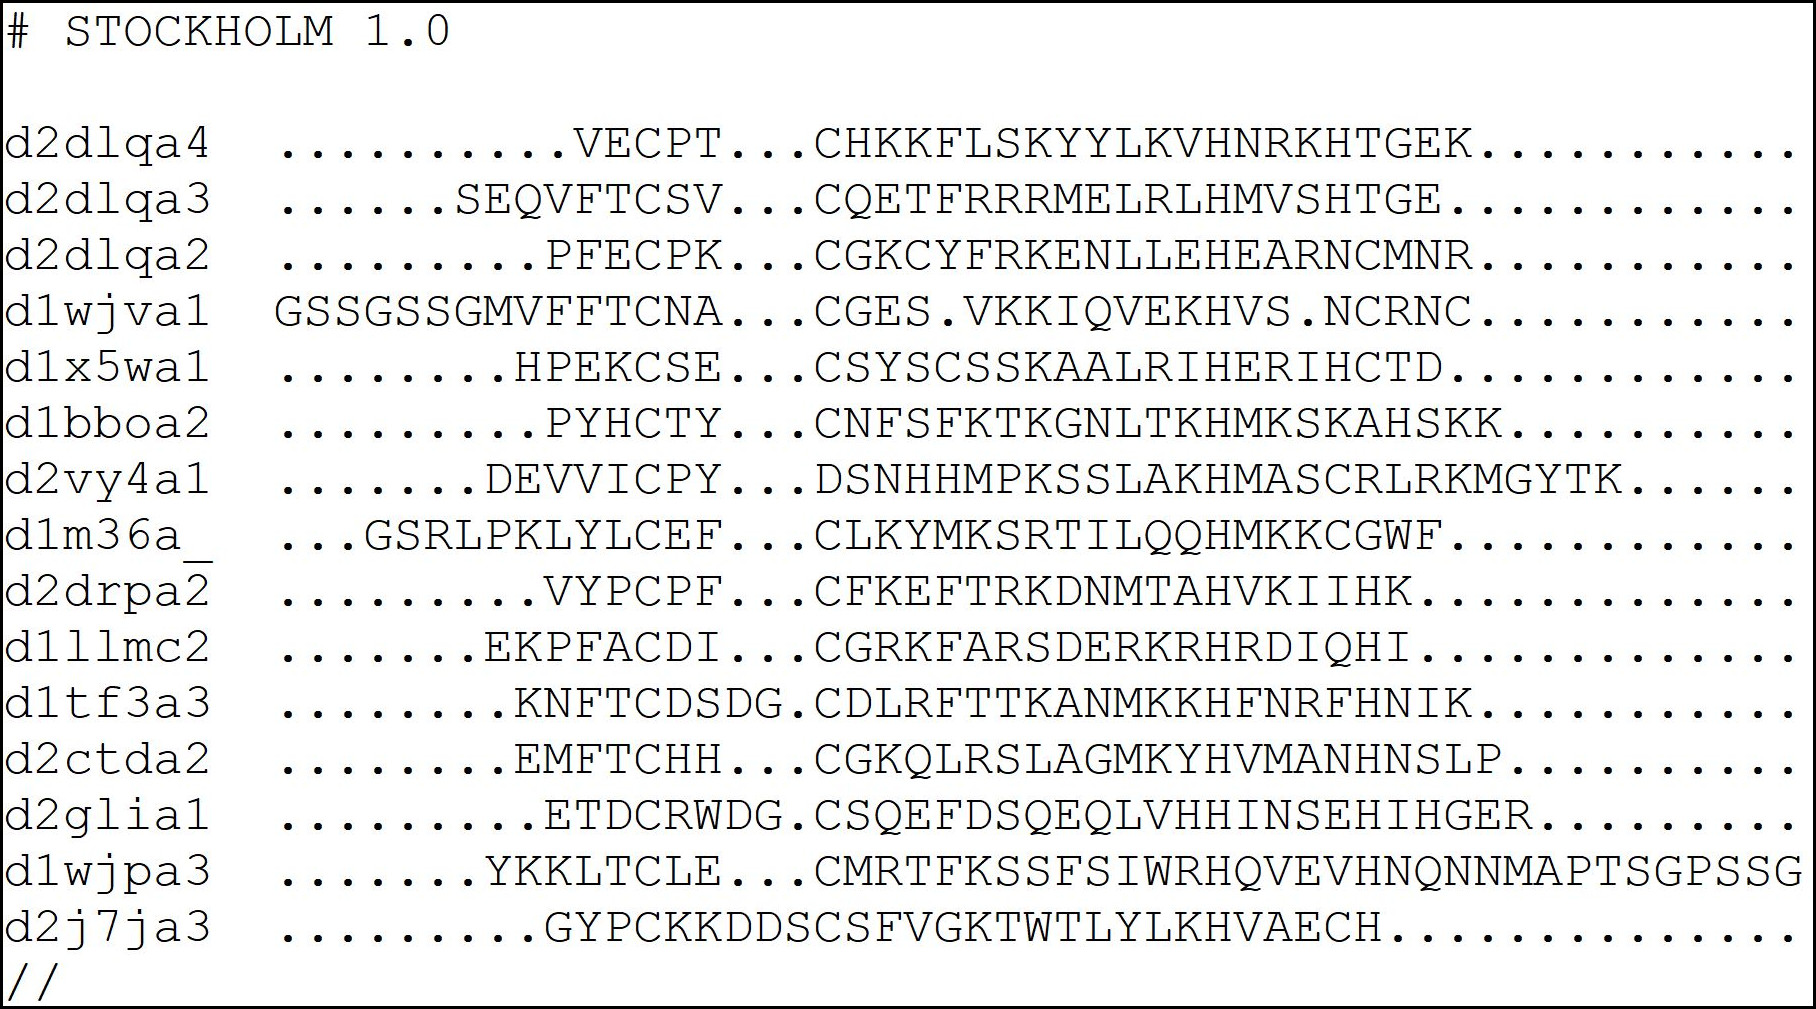 # STOCKHOLM 1.0
d2dlqa4  ..........VECPT...CHKKFLSKYYLKVHNRKHTGEK...........
d2dlqa3  ......SEQVFTCSV...CQETFRRRMELRLHMVSHTGE............
d2dlqa2  .........PFECPK...CGKCYFRKENLLEHEARNCMNR...........
d1wjva1  GSSGSSGMVFFTCNA...CGES.VKKIQVEKHVS.NCRNC...........
d1x5wa1  ........HPEKCSE...CSYSCSSKAALRIHERIHCTD............
d1bboa2  .........PYHCTY...CNFSFKTKGNLTKHMKSKAHSKK..........
d2vy4a1  .......DEVVICPY...DSNHHMPKSSLAKHMASCRLRKMGYTK......
d1m36a_  ...GSRLPKLYLCEF...CLKYMKSRTILQQHMKKCGWF............
d2drpa2  .........VYPCPF...CFKEFTRKDNMTAHVKIIHK.............
d1llmc2  .......EKPFACDI...CGRKFARSDERKRHRDIQHI.............
d1tf3a3  ........KNFTCDSDG.CDLRFTTKANMKKHFNRFHNIK...........
d2ctda2  ........EMFTCHH...CGKQLRSLAGMKYHVMANHNSLP..........
d2glia1  .........ETDCRWDG.CSQEFDSQEQLVHHINSEHIHGER.........
d1wjpa3  .......YKKLTCLE...CMRTFKSSFSIWRHQVEVHNQNNMAPTSGPSSG
d2j7ja3  .........GYPCKKDDSCSFVGKTWTLYLKHVAECH..............
//